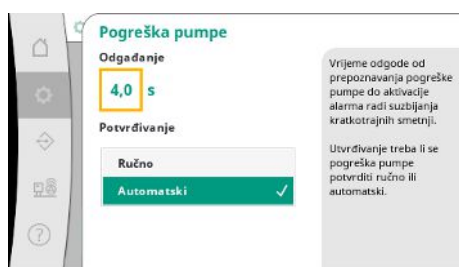 Pogreška pumpe
Odgađanje
4,0 s
Potvrđivanje
Ručno
Automatski
Vrijeme odgode od
prepoznavanja pogreške
pumpe do aktivacije
alarma radi suzbijanja
kratkotrajnih smetnji.
Utvrđivanje treba li se
pogreška pumpe
potvrditi ručno ili
automatski.